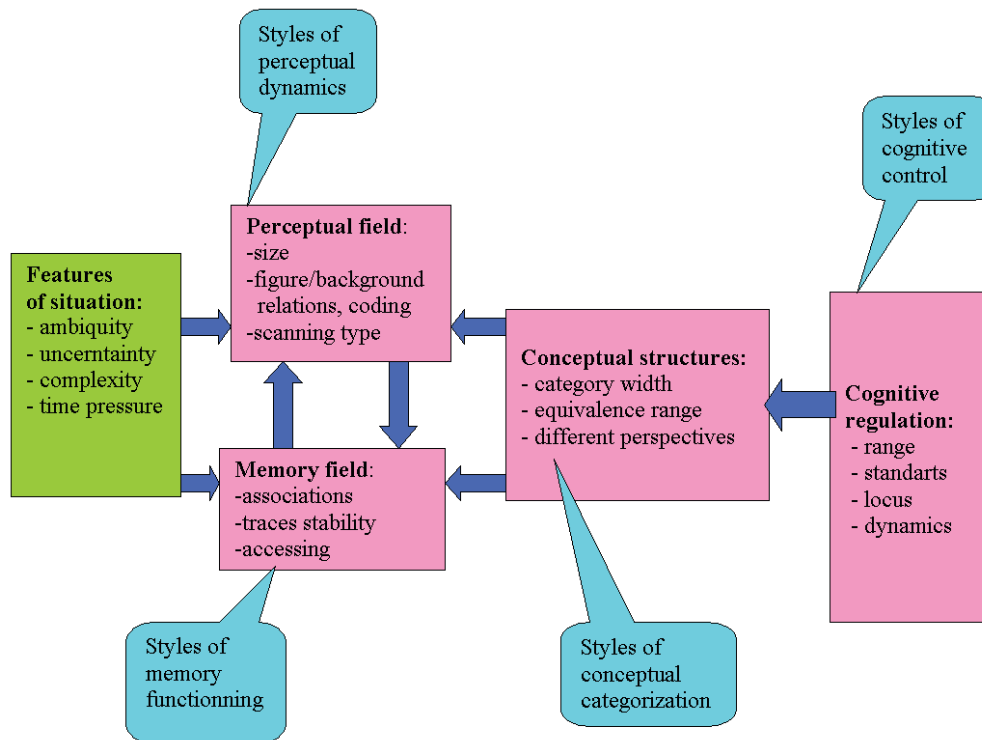 Styles of
perceptual
dynamics
Styles of
cognitive
control
Perceptual field:
-size
-figure/background
relations, coding
-scanning type
Features
of situation:
- ambiquity
- uncerntainty
- complexity
- time pressure
Conceptual structures:
- category width
- equivalence range
- different perspectives
Cognitive
regulation:
- range
- standarts
- locus
- dynamics
Memory field:
-associations
-traces stability
-accessing
Styles of
memory
functionning
Styles of
conceptual
categorization